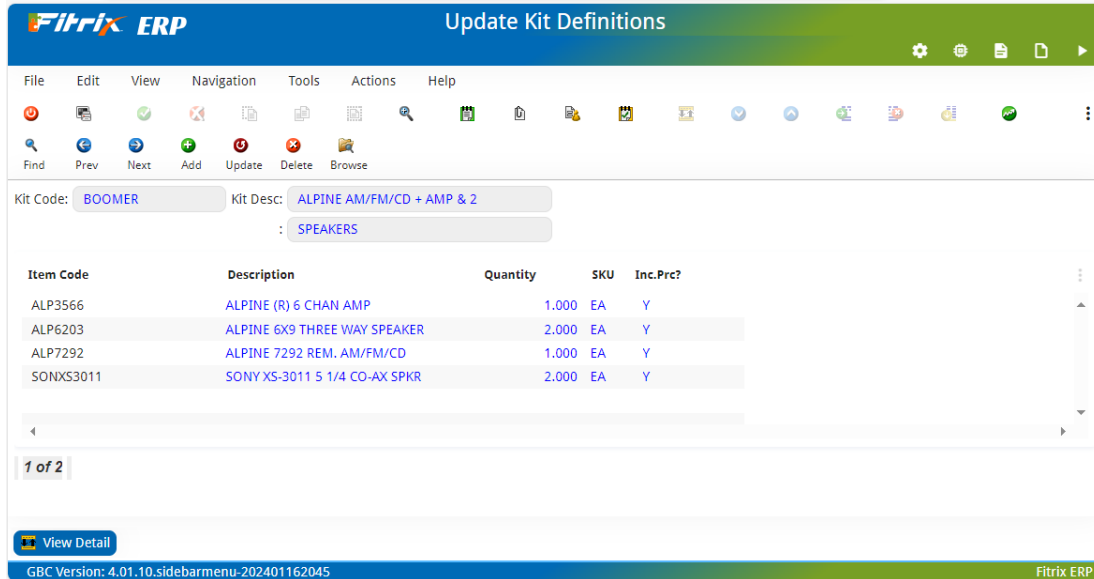 Fitrix ERP
Update Kit Definitions
File Edit View Navigation Tools Actions Help
Find Prev Next Add Update Delete Browse
Kit Code: BOOMER Kit Desc: ALPINE AM/FM/CD + AMP & 2
: SPEAKERS
Item Code Description Quantity SKU Inc.Prc?
ALP3566 ALPINE (R) 6 CHAN AMP 1.000 EA Y
ALP6203 ALPINE 6X9 THREE WAY SPEAKER 2.000 EA Y
ALP7292 ALPINE 7292 REM. AM/FM/CD 1.000 EA Y
SONXS3011 SONY XS-3011 5 1/4 CO-AX SPKR 2.000 EA Y
1 of 2
View Detail
GBC Version: 4.01.10.sidebarmenu-202401162045 Fitrix ERP